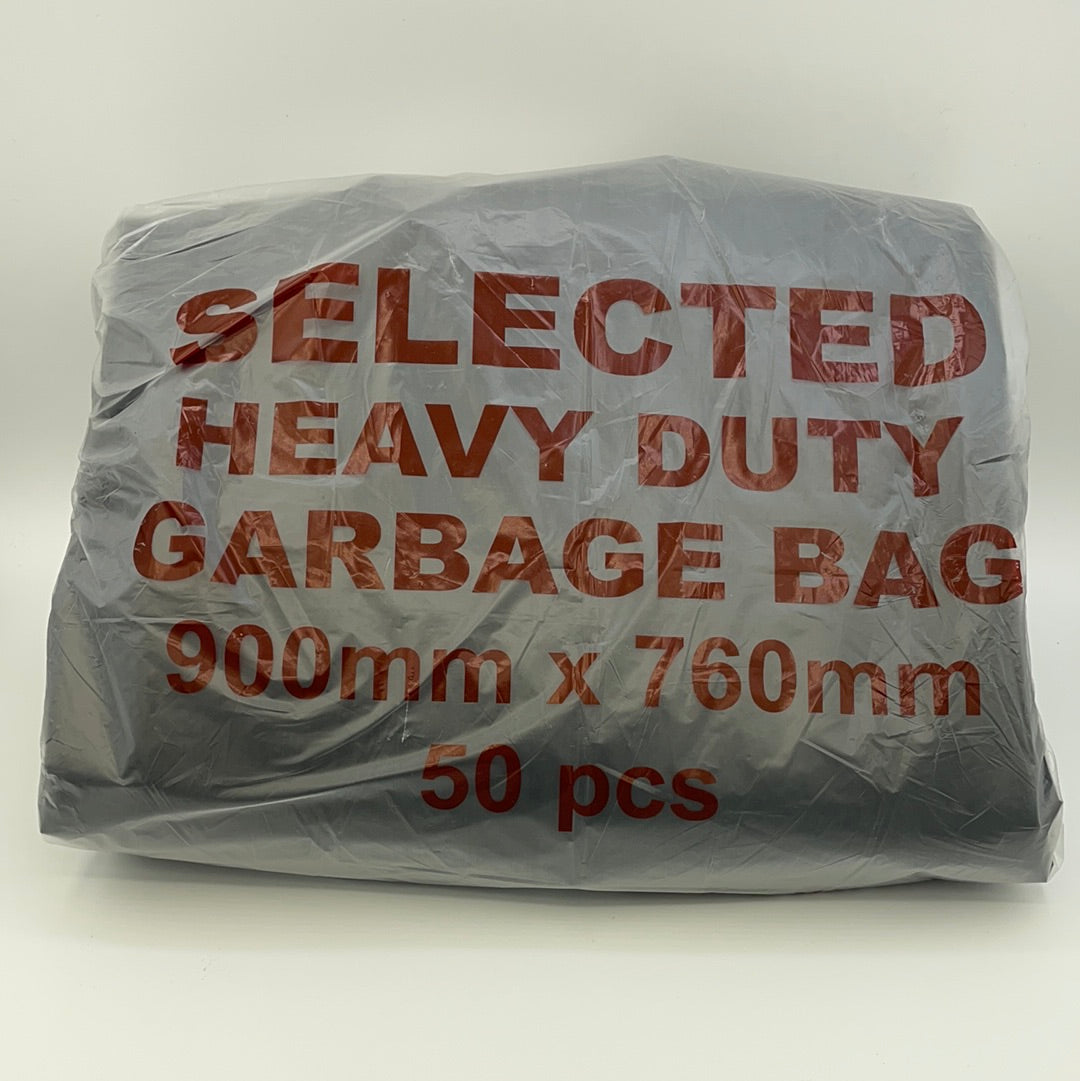 SELECTED
HEAVY DUTY
GARBAGE BAG
900mm x 760mm
50 pcs